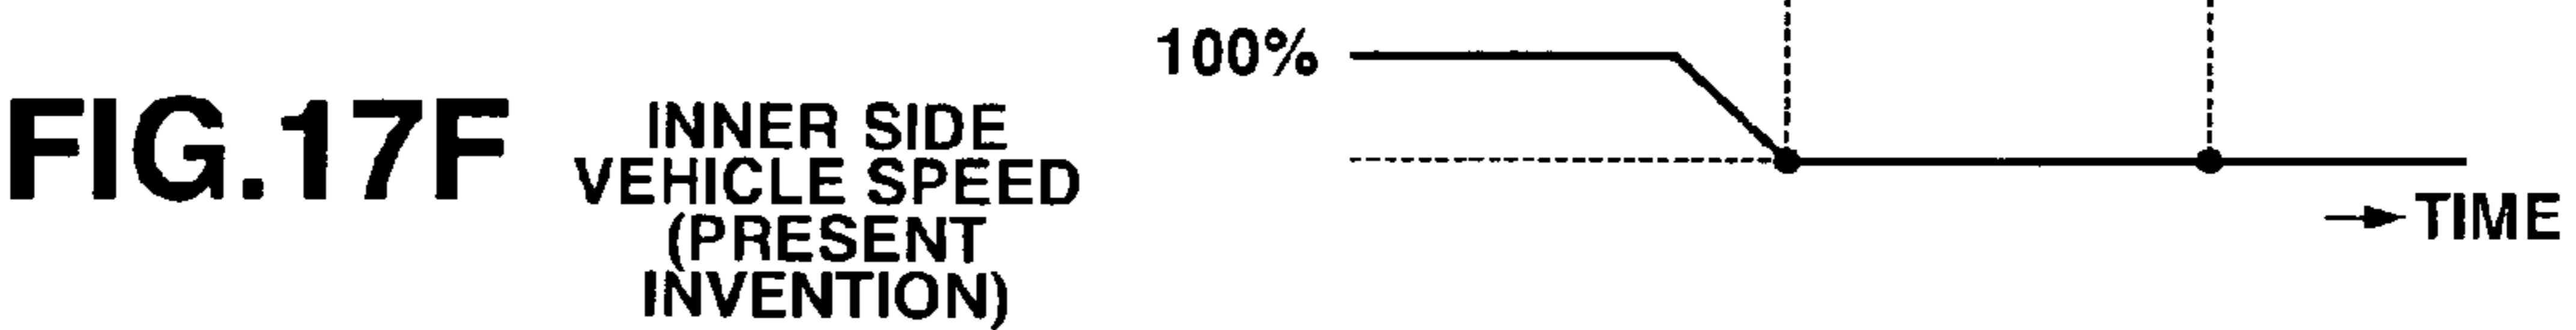 100%
FIG.17F
INNER SIDE
VEHICLE SPEED
(PRESENT
INVENTION)
TIME